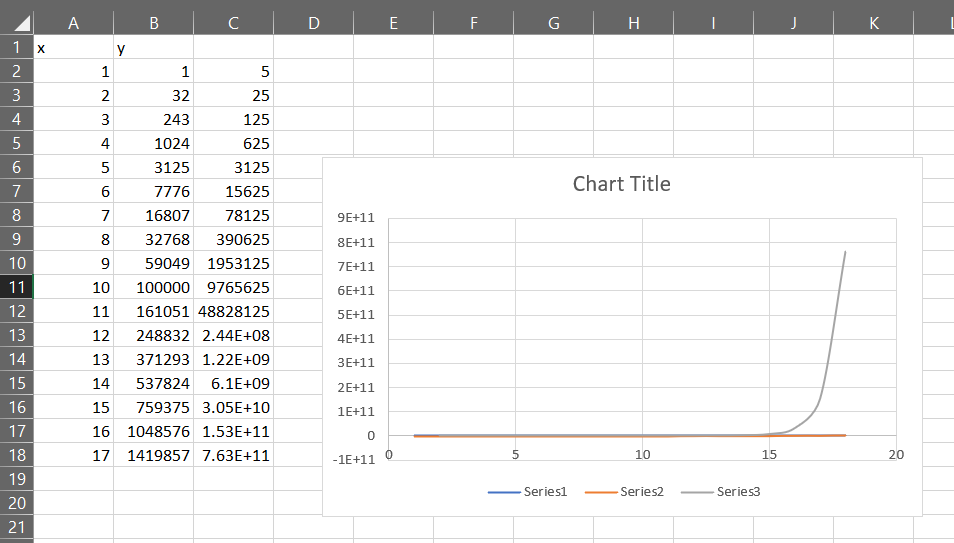 A B C D E F G H I J K L
1 x y
2 1 1 5
3 2 32 25
4 3 243 125
5 4 1024 625
6 5 3125 3125
7 6 7776 15625
8 7 16807 78125
9 8 32768 390625
10 9 59049 1953125
11 10 100000 9765625
12 11 161051 48828125
13 12 248832 2.44E+08
14 13 371293 1.22E+09
15 14 537824 6.1E+09
16 15 759375 3.05E+10
17 16 1048576 1.53E+11
18 17 1419857 7.63E+11
19
20
21
Chart Title
9E+11
8E+11
7E+11
6E+11
5E+11
4E+11
3E+11
2E+11
1E+11
0
-1E+11
0 5 10 15 20
Series1 Series2 Series3